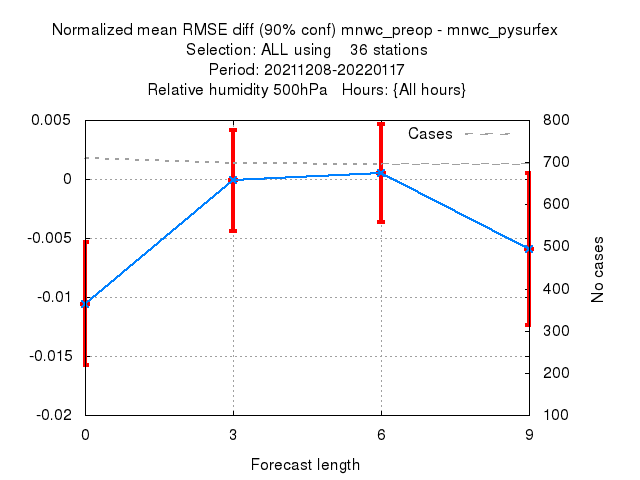 Normalized mean RMSE diff (90% conf) mnwc_preop - mnwc_pysurfex
Selection: ALL using 36 stations
Period: 20211208-20220117
Relative humidity 500hPa Hours: {All hours}
0.005
0
-0.005
-0.01
-0.015
-0.02
Cases
800
700
600
500
400
300
200
100
No cases
0 3 6 9
Forecast length